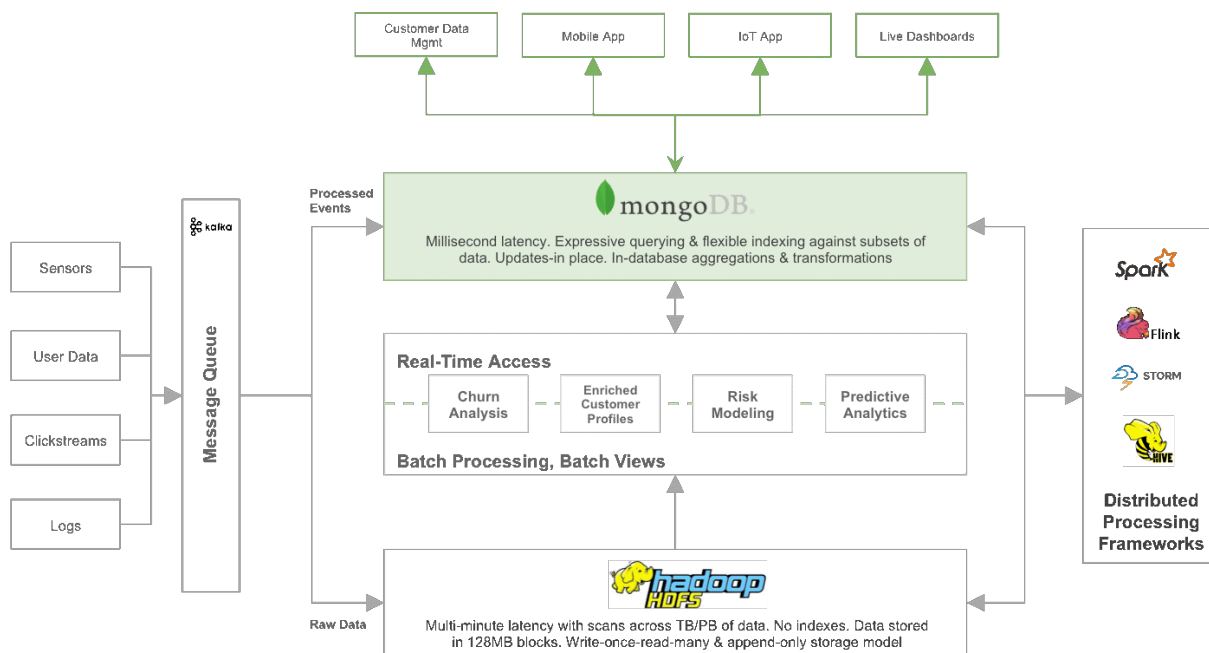 Customer Data
Mgmt
Mobile App
IoT App
Live Dashboards
Processed
Events
mongoDB.
Millisecond latency. Expressive querying & flexible indexing against subsets of
data. Updates-in place. In-database aggregations & transformations
kafka
Message Queue
Sensors
User Data
Clickstreams
Logs
Real-Time Access
Churn
Analysis
Enriched
Customer
Profiles
Risk
Modeling
Predictive
Analytics
Batch Processing, Batch Views
Spark
Flink
STORM
HIVE
Distributed
Processing
Frameworks
Raw Data
hadoop
HDFS
Multi-minute latency with scans across TB/PB of data. No indexes. Data stored
in 128MB blocks. Write-once-read-many & append-only storage model